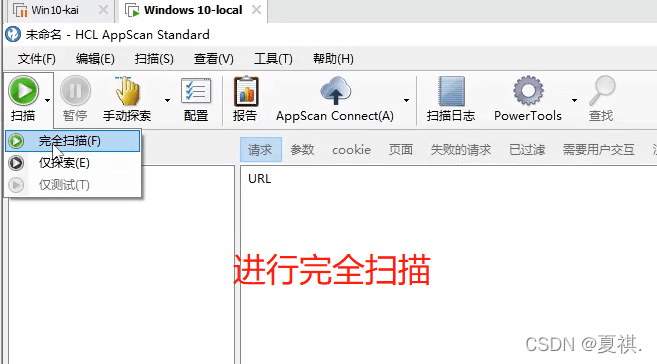 Win10-kai Windows 10-local
未命名 - HCL AppScan Standard
文件(F) 编辑(E) 扫描(S) 查看(V) 工具(T) 帮助(H)
扫描 暂停 手动探索 配置 报告 AppScan Connect(A) 扫描日志 PowerTools 查找
完全扫描(F)
仅探索(E)
仅测试(T)
请求 参数 cookie 页面 失败的请求 已过滤 需要用户交互
URL
进行完全扫描
CSDN @夏祺.